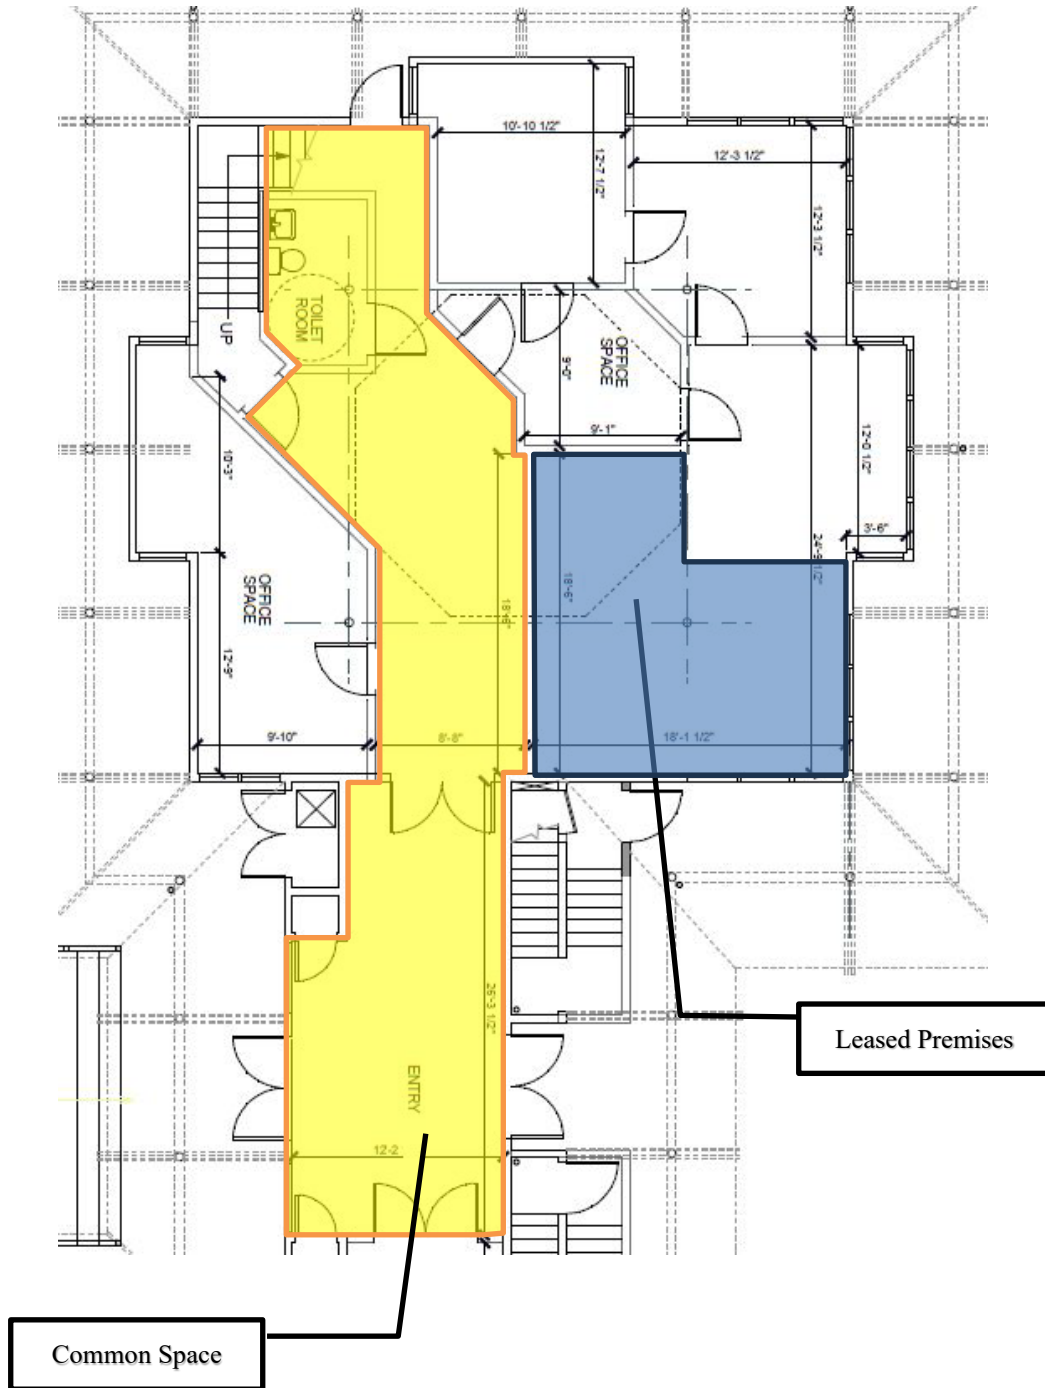 10'-10 1/2"
12'-7 1/2"
12'-3 1/2"
12'-3 1/2"
TOILET
ROOM
UP
OFFICE
SPACE
9'-0"
9'-1"
12'-0 1/2"
3'-6"
24'-9 1/2"
10'-3"
OFFICE
SPACE
12'-9"
18'-6"
18'-6"
9'-10"
8'-8"
18'-1 1/2"
26'-3 1/2"
ENTRY
12'-2
Leased Premises
Common Space